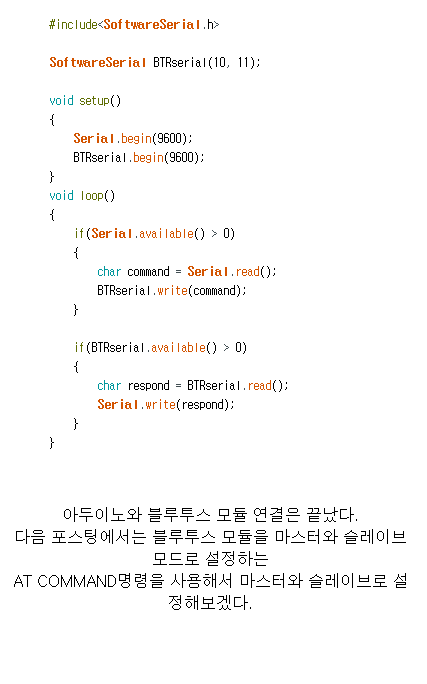 #include<SoftwareSerial.h>
SoftwareSerial BTRserial(10, 11);
void setup()
{
Serial.begin(9600);
BTRserial.begin(9600);
}
void loop()
{
if(Serial.available() > 0)
{
char command = Serial.read();
BTRserial.write(command);
}
if(BTRserial.available() > 0)
{
char respond = BTRserial.read();
Serial.write(respond);
}
}
아두이노와 블루투스 모듈 연결은 끝났다.
다음 포스팅에서는 블루투스 모듈을 마스터와 슬레이브
모드로 설정하는
AT COMMAND명령을 사용해서 마스터와 슬레이브로 설
정해보겠다.